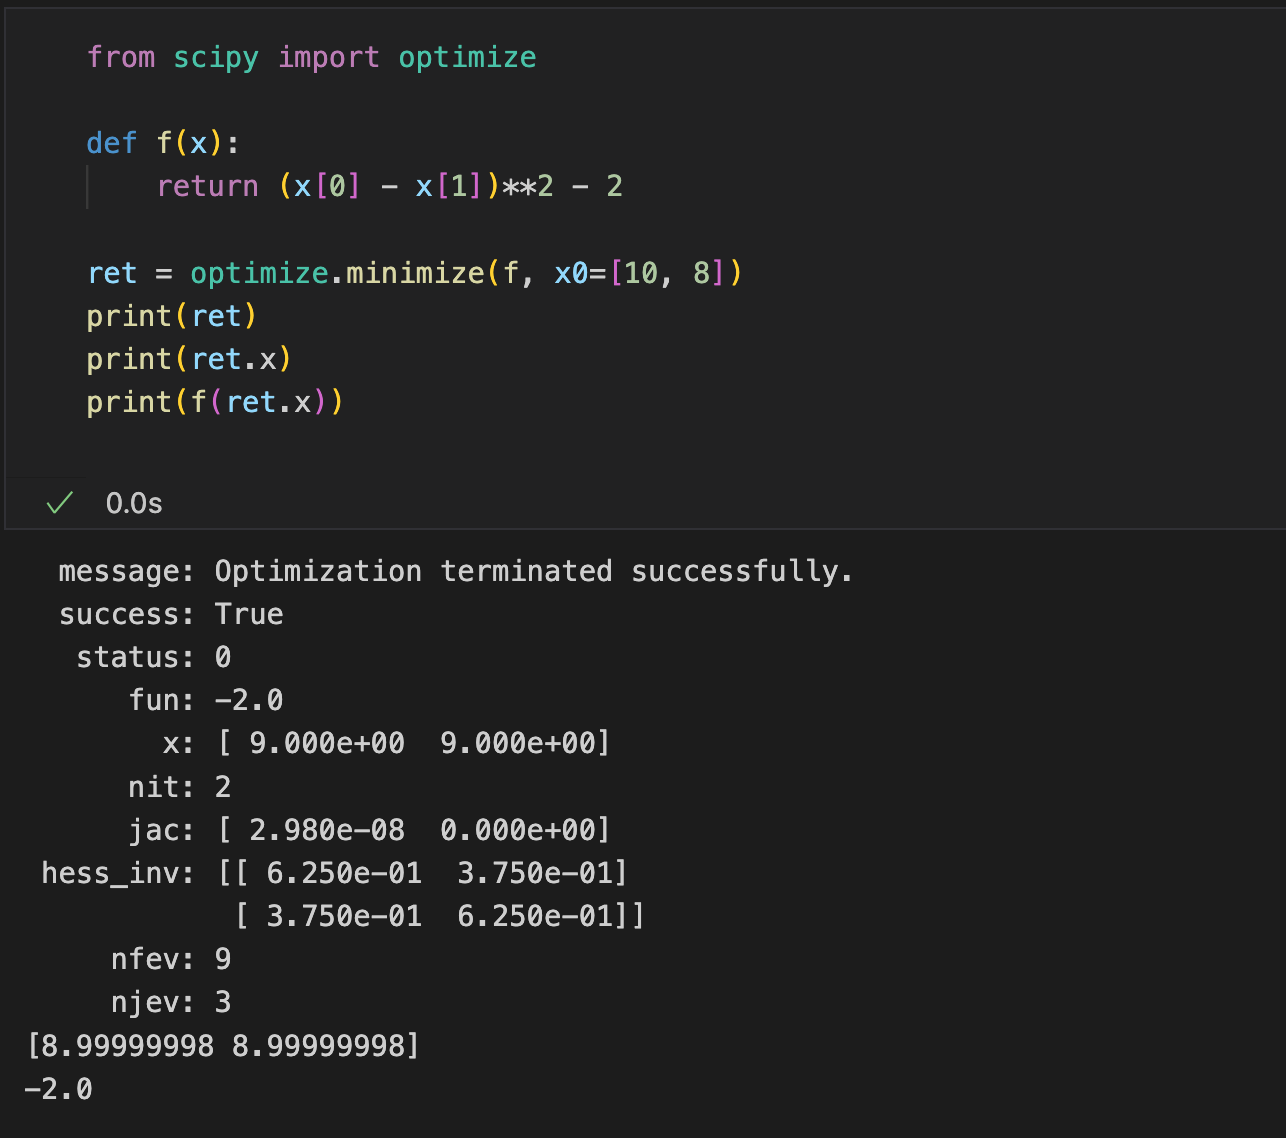 from scipy import optimize
def f(x):
    return (x[0] - x[1])**2 - 2
ret = optimize.minimize(f, x0=[10, 8])
print(ret)
print(ret.x)
print(f(ret.x))
✓ 0.0s
  message: Optimization terminated successfully.
  success: True
   status: 0
      fun: -2.0
        x: [ 9.000e+00  9.000e+00]
      nit: 2
      jac: [ 2.980e-08  0.000e+00]
 hess_inv: [[ 6.250e-01  3.750e-01]
            [ 3.750e-01  6.250e-01]]
     nfev: 9
     njev: 3
[8.99999998 8.99999998]
-2.0